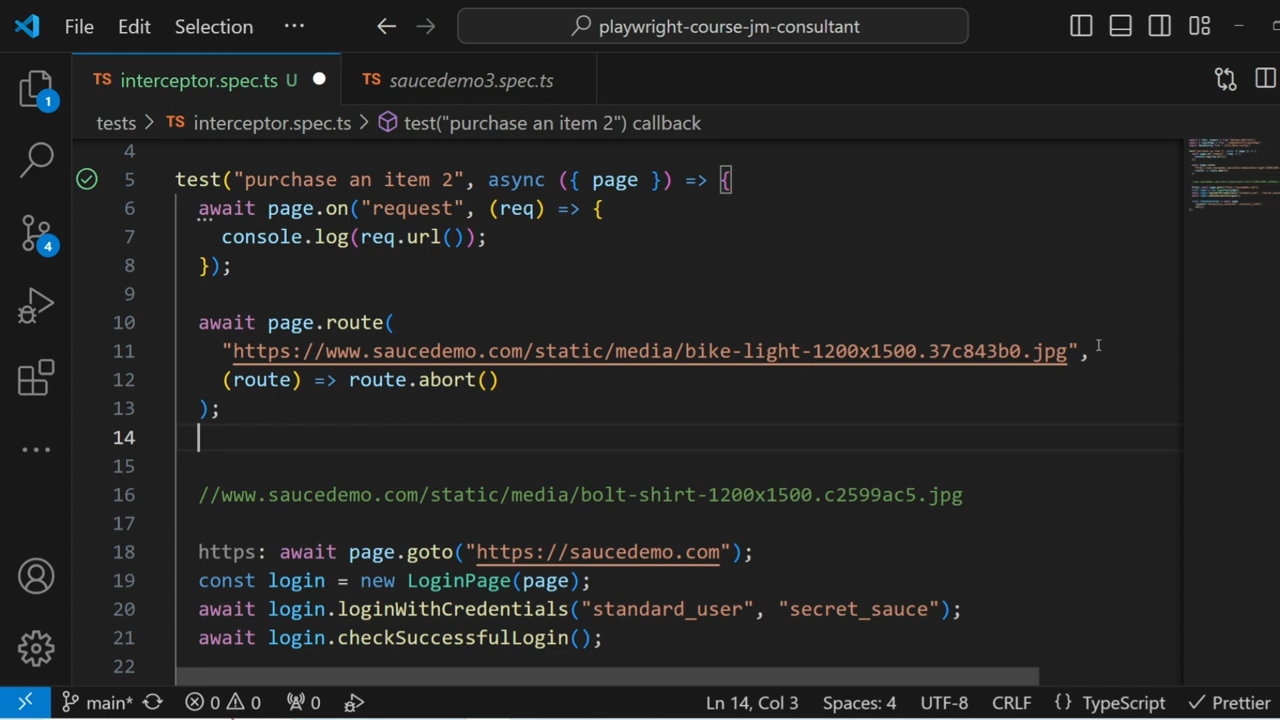 File Edit Selection ··· playwright-course-jm-consultant
TS interceptor.spec.ts U TS saucedemo3.spec.ts
tests > TS interceptor.spec.ts > test("purchase an item 2") callback
4
5 test("purchase an item 2", async ({ page }) => {
6 await page.on("request", (req) => {
7 console.log(req.url());
8 });
9
10 await page.route(
11 "https://www.saucedemo.com/static/media/bike-light-1200x1500.37c843b0.jpg",
12 (route) => route.abort()
13 );
14
15
16 //www.saucedemo.com/static/media/bolt-shirt-1200x1500.c2599ac5.jpg
17
18 https: await page.goto("https://saucedemo.com");
19 const login = new LoginPage(page);
20 await login.loginWithCredentials("standard_user", "secret_sauce");
21 await login.checkSuccessfulLogin();
22
1
4
main* 0 0 0 Ln 14, Col 3 Spaces: 4 UTF-8 CRLF {} TypeScript Prettier